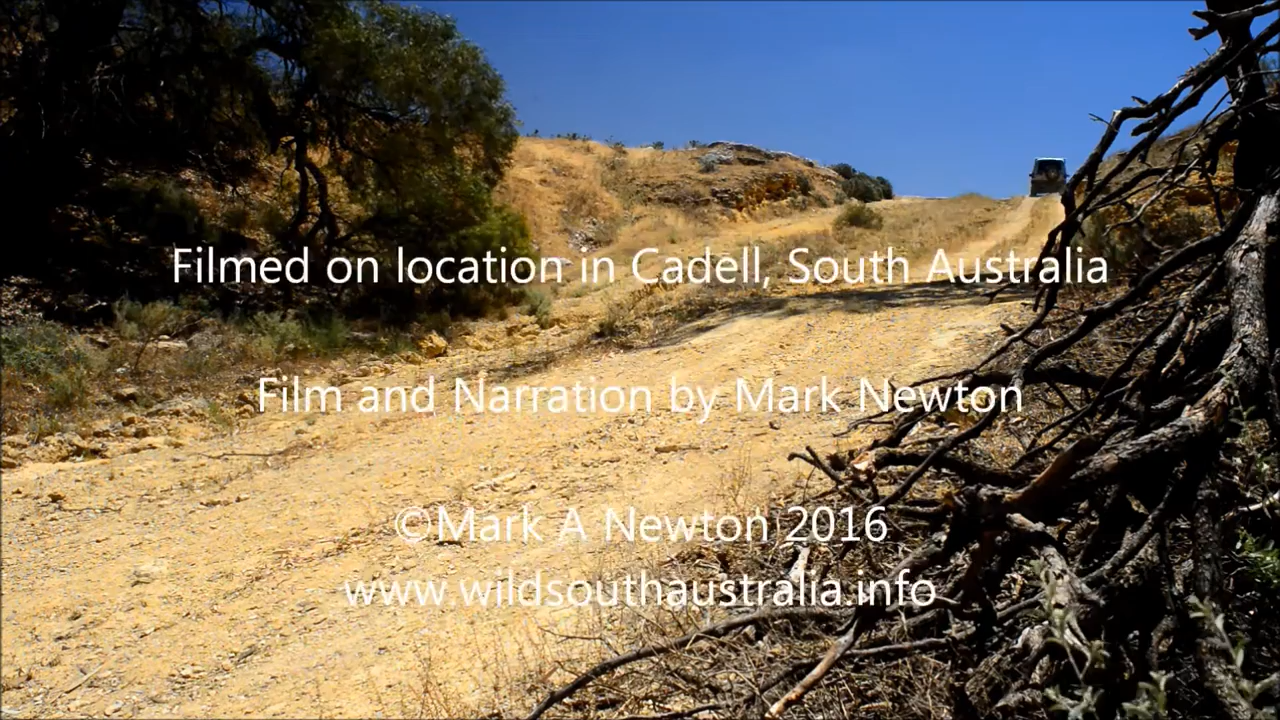 Filmed on location in Cadell, South Australia
Film and Narration by Mark Newton
©Mark A Newton 2016
www.wildsouthaustralia.info